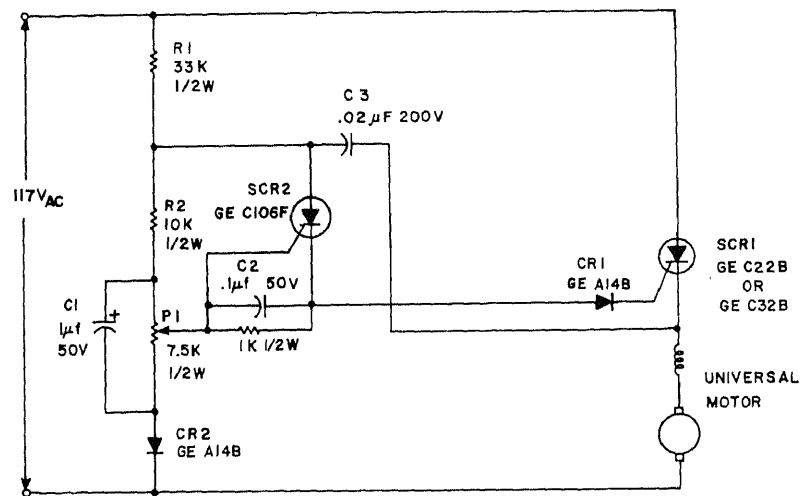 R1
33K
1/2W
C3
.02µF 200V
117VAC
SCR2
GE C106F
R2
10K
1/2W
SCR1
GE C22B
OR
GE C32B
CR1
GE A14B
C2
.1µf 50V
C1
1µf
50V
+
P1
7.5K
1/2W
1K 1/2W
UNIVERSAL
MOTOR
CR2
GE A14B